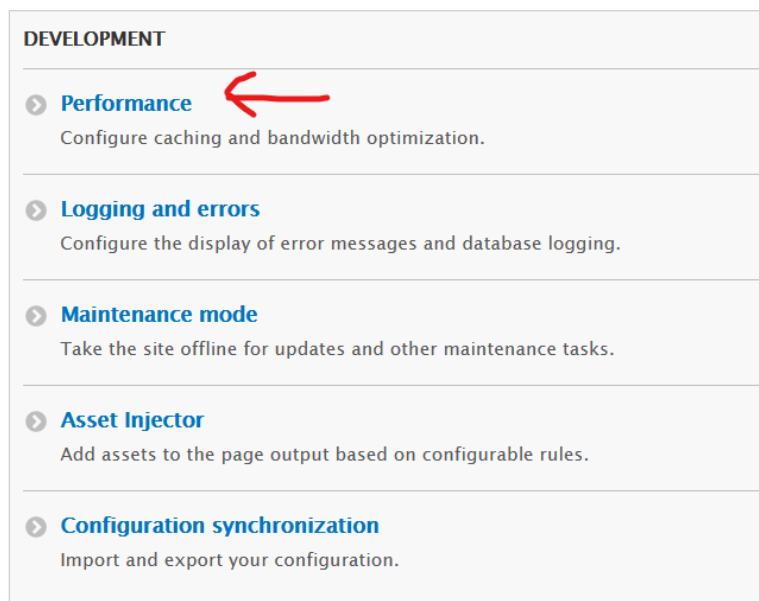 DEVELOPMENT
Performance
Configure caching and bandwidth optimization.
Logging and errors
Configure the display of error messages and database logging.
Maintenance mode
Take the site offline for updates and other maintenance tasks.
Asset Injector
Add assets to the page output based on configurable rules.
Configuration synchronization
Import and export your configuration.